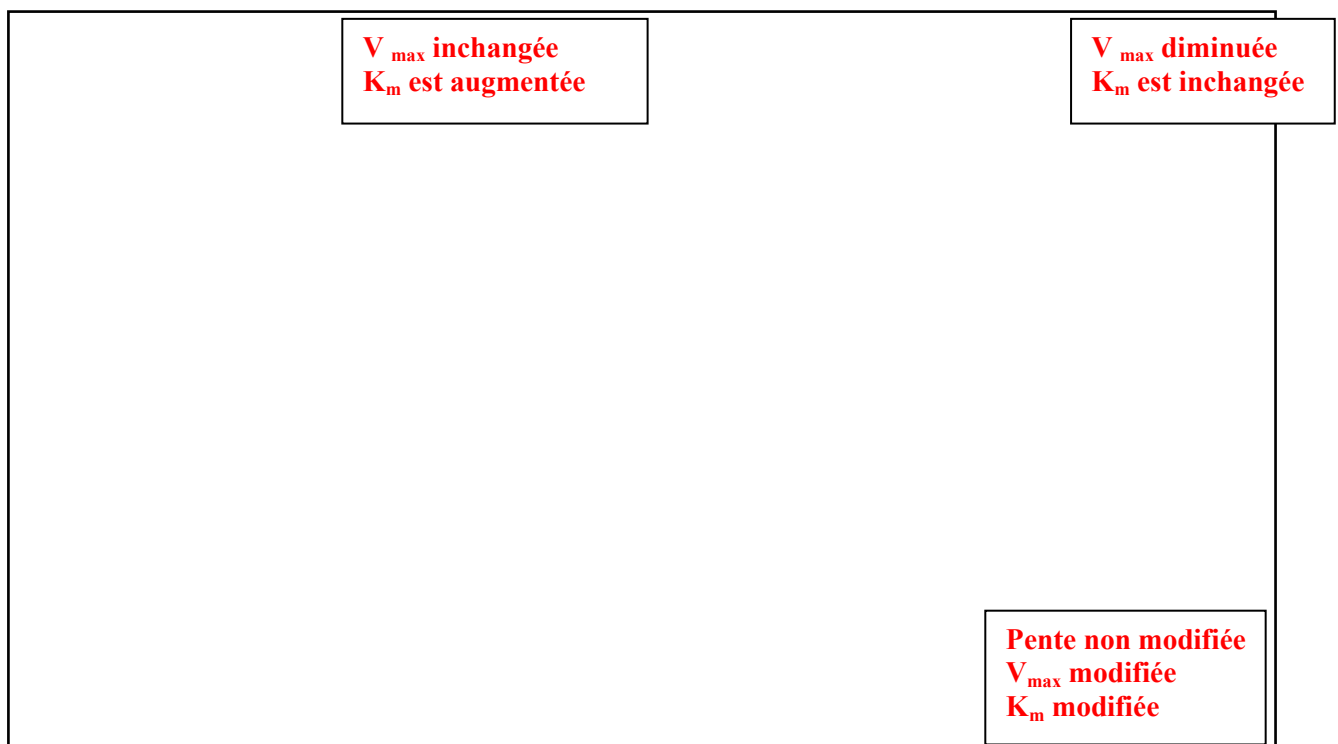 V max inchangée
Km est augmentée
V max diminuée
Km est inchangée
Pente non modifiée
Vmax modifiée
Km modifiée